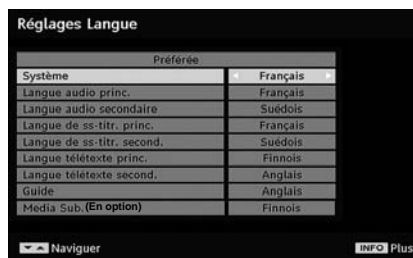 Réglages Langue
Préférée
Système Français
Langue audio princ. Français
Langue audio secondaire Suédois
Langue de ss-titr. princ. Français
Langue de ss-titr. second. Suédois
Langue télétexte princ. Finnois
Langue télétexte second. Anglais
Guide Anglais
Media Sub.(En option) Finnois
Naviguer INFO Plus